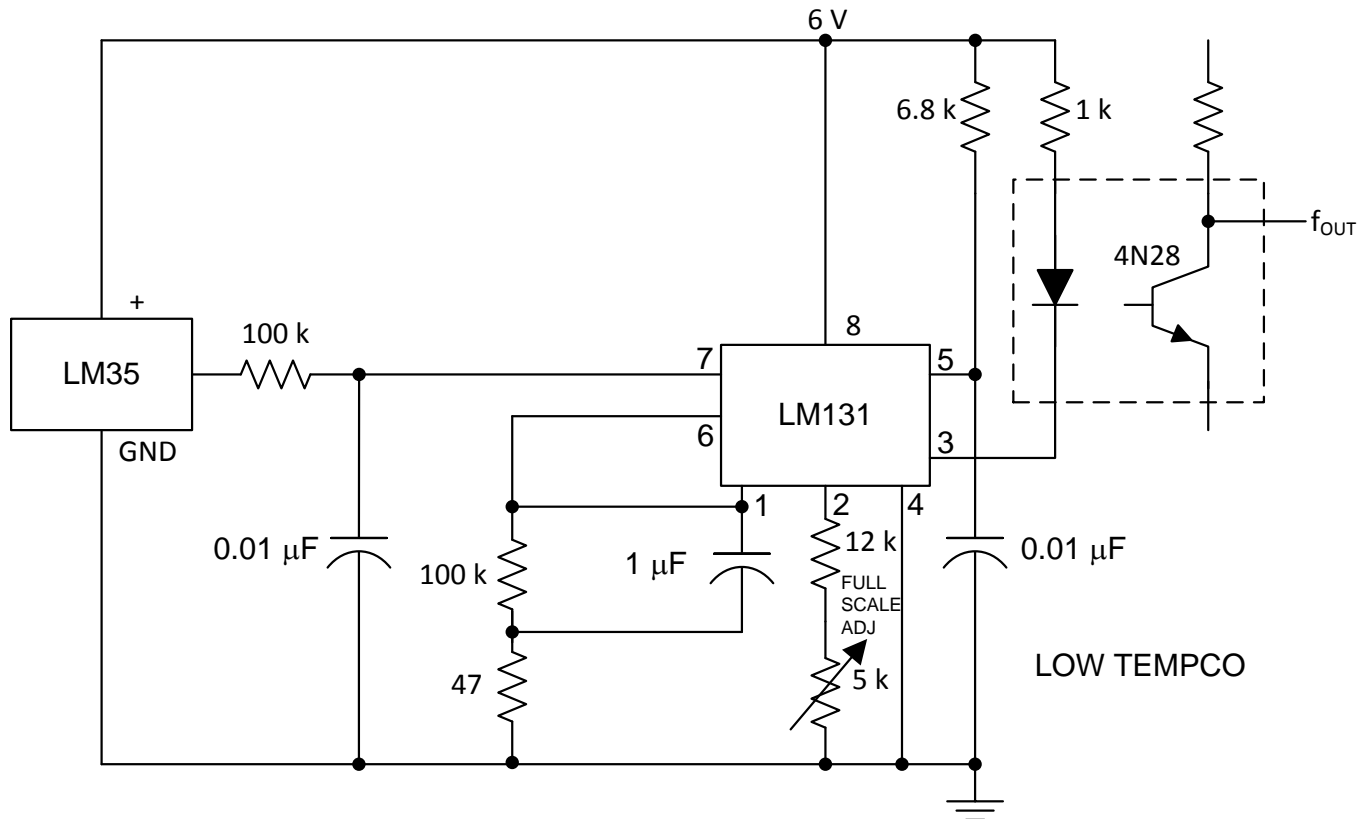 6 V
6.8 k
1 k
fOUT
4N28
+
100 k
LM35
GND
8
7
5
LM131
6
3
1
2
4
0.01 μF
100 k
1 μF
12 k
0.01 μF
FULL
SCALE
ADJ
5 k
47
LOW TEMPCO